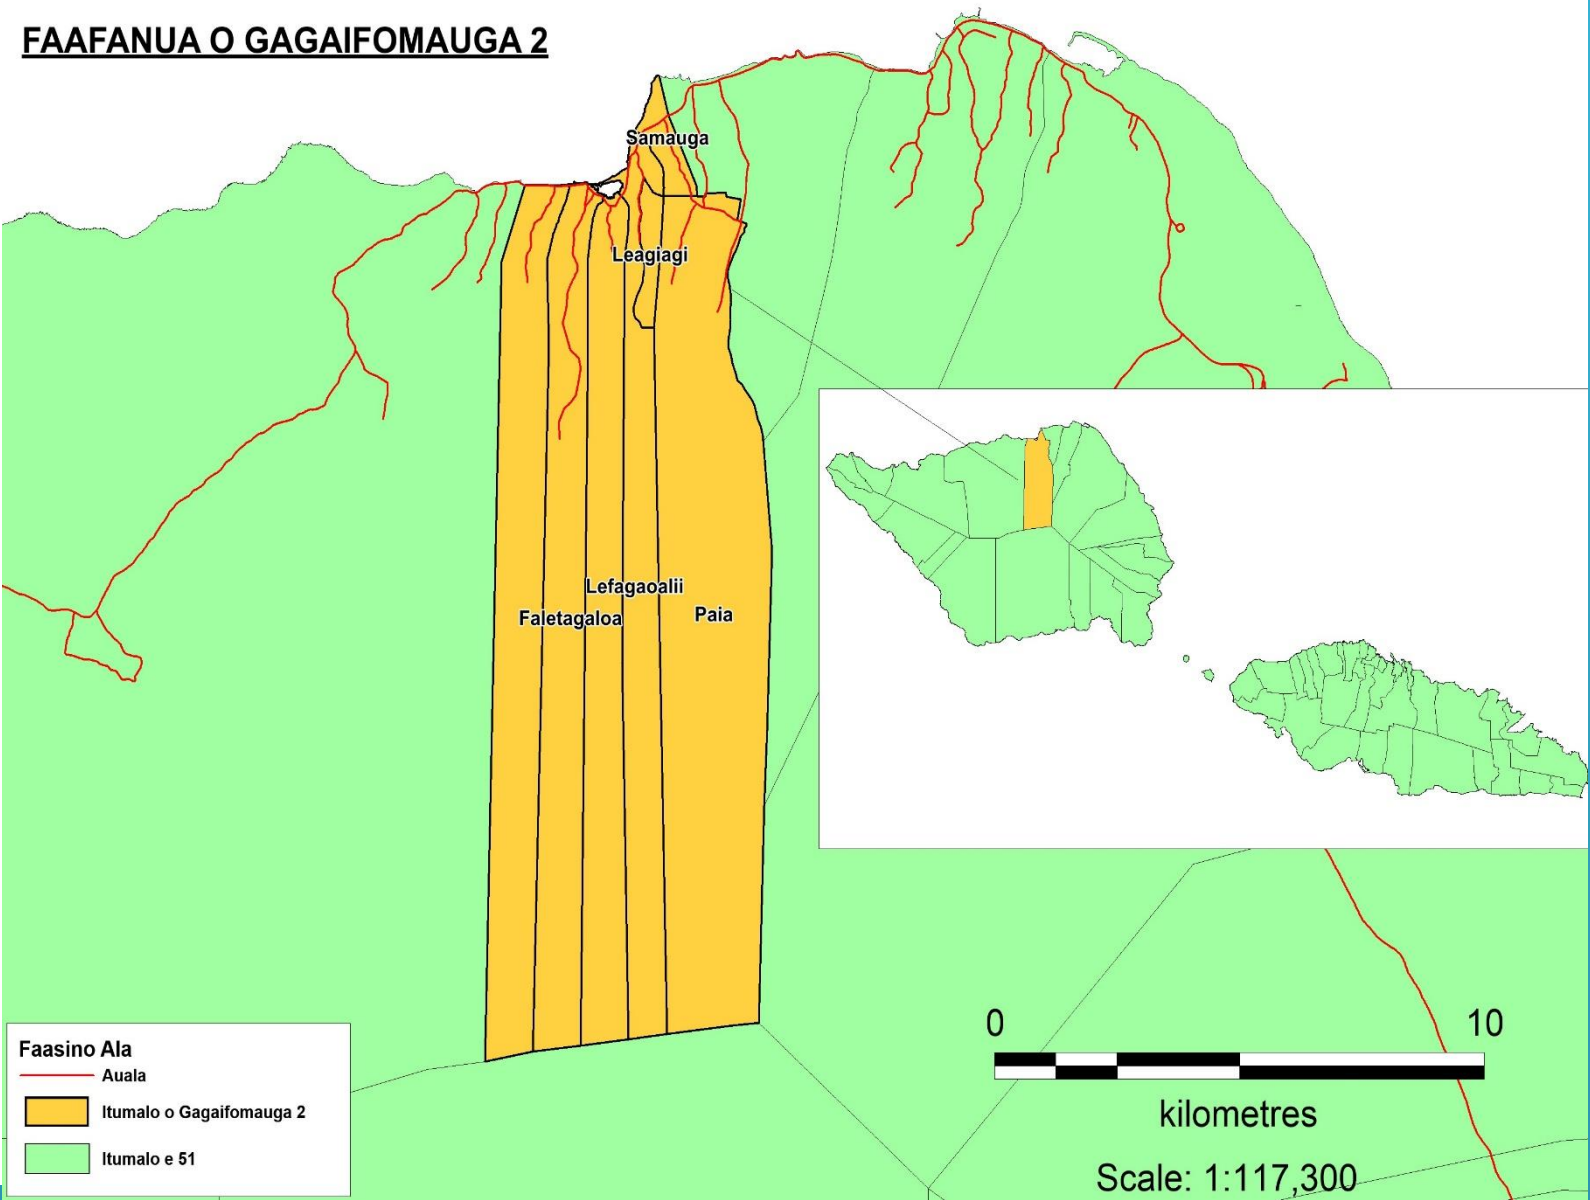 FAAFANUA O GAGAIFOMAUGA 2
Samauga
Leagiagi
Lefagaoalii
Faletagaloa
Paia
Faasino Ala
Auala
Itumalo o Gagaifomauga 2
Itumalo e 51
0 10
kilometres
Scale: 1:117,300